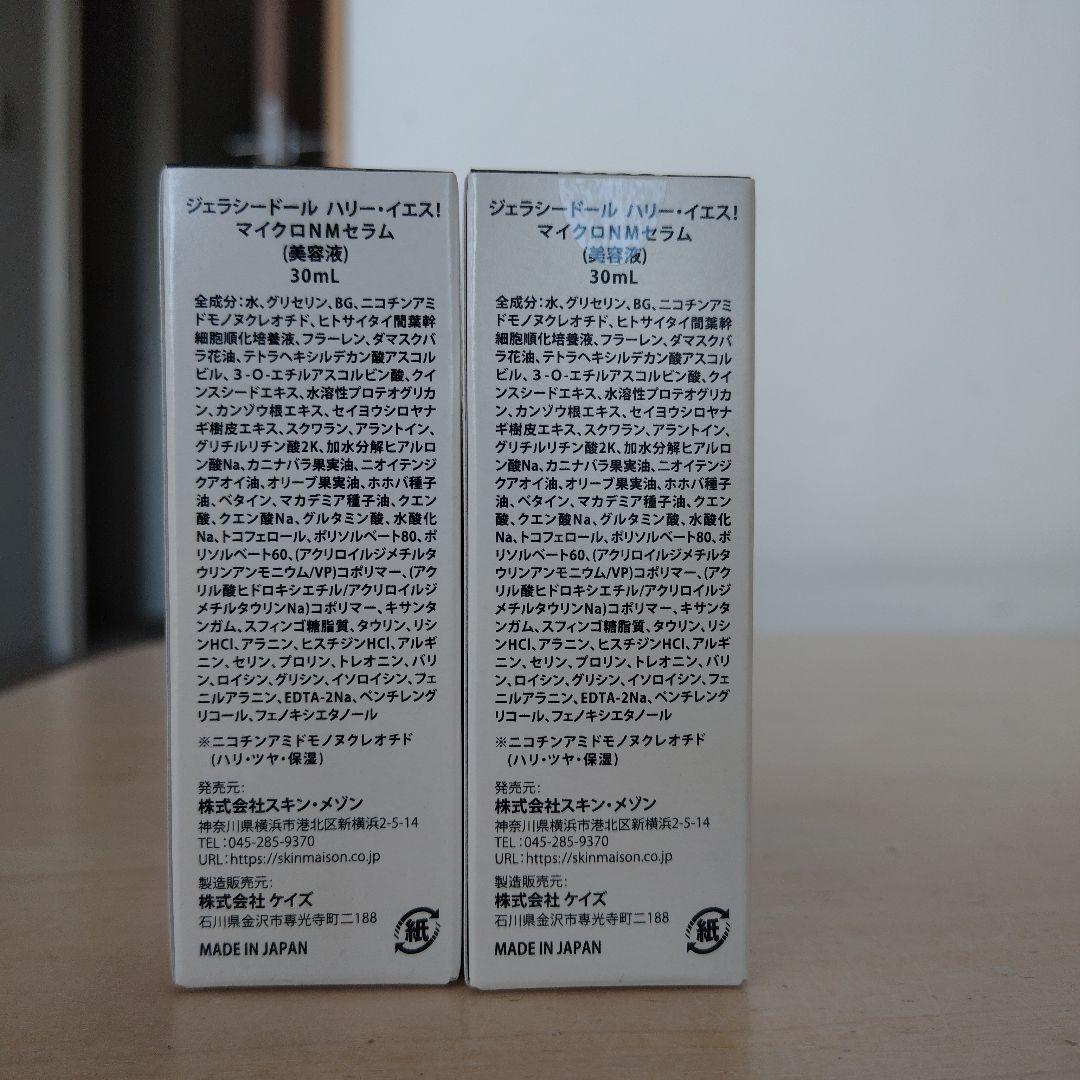 ジェラシードール ハリー・イエス!
マイクロNMセラム
(美容液)
30mL
全成分:水、グリセリン、BG、ニコチンアミ
ドモノヌクレオチド、ヒトサイタイ間葉幹
細胞順化培養液、フラーレン、ダマスクバ
ラ花油、テトラヘキシルデカン酸アスコル
ビル、3-O-エチルアスコルビン酸、クイ
ンスシードエキス、水溶性プロテオグリカ
ン、カンゾウ根エキス、セイヨウシロヤナ
ギ樹皮エキス、スクワラン、アラントイン、
グリチルリチン酸2K、加水分解ヒアルロ
ン酸Na、カニナバラ果実油、ニオイテンジ
クアオイ油、オリーブ果実油、ホホバ種子
油、ベタイン、マカデミア種子油、クエン
酸、クエン酸Na、グルタミン酸、水酸化
Na、トコフェロール、ポリソルベート80、ポ
リソルベート60、(アクリロイルジメチルタ
ウリンアンモニウム/VP)コポリマー、(アク
リル酸ヒドロキシエチル/アクリロイルジ
メチルタウリンNa)コポリマー、キサンタ
ンガム、スフィンゴ糖脂質、タウリン、リシ
ンHCl、アラニン、ヒスチジンHCl、アルギ
ニン、セリン、プロリン、トレオニン、バリ
ン、ロイシン、グリシン、イソロイシン、フェ
ニルアラニン、EDTA-2Na、ペンチレング
リコール、フェノキシエタノール
※ニコチンアミドモノヌクレオチド
(ハリ・ツヤ・保湿)
発売元:
株式会社スキン・メゾン
神奈川県横浜市港北区新横浜2-5-14
TEL:045-285-9370
URL:https://skinmaison.co.jp
製造販売元:
株式会社 ケイズ
石川県金沢市専光寺町二188
MADE IN JAPAN
紙
ジェラシードール ハリー・イエス!
マイクロNMセラム
(美容液)
30mL
全成分:水、グリセリン、BG、ニコチンアミ
ドモノヌクレオチド、ヒトサイタイ間葉幹
細胞順化培養液、フラーレン、ダマスクバ
ラ花油、テトラヘキシルデカン酸アスコル
ビル、3-O-エチルアスコルビン酸、クイ
ンスシードエキス、水溶性プロテオグリカ
ン、カンゾウ根エキス、セイヨウシロヤナ
ギ樹皮エキス、スクワラン、アラントイン、
グリチルリチン酸2K、加水分解ヒアルロ
ン酸Na、カニナバラ果実油、ニオイテンジ
クアオイ油、オリーブ果実油、ホホバ種子
油、ベタイン、マカデミア種子油、クエン
酸、クエン酸Na、グルタミン酸、水酸化
Na、トコフェロール、ポリソルベート80、ポ
リソルベート60、(アクリロイルジメチルタ
ウリンアンモニウム/VP)コポリマー、(アク
リル酸ヒドロキシエチル/アクリロイルジ
メチルタウリンNa)コポリマー、キサンタ
ンガム、スフィンゴ糖脂質、タウリン、リシ
ンHCl、アラニン、ヒスチジンHCl、アルギ
ニン、セリン、プロリン、トレオニン、バリ
ン、ロイシン、グリシン、イソロイシン、フェ
ニルアラニン、EDTA-2Na、ペンチレング
リコール、フェノキシエタノール
※ニコチンアミドモノヌクレオチド
(ハリ・ツヤ・保湿)
発売元:
株式会社スキン・メゾン
神奈川県横浜市港北区新横浜2-5-14
TEL:045-285-9370
URL:https://skinmaison.co.jp
製造販売元:
株式会社 ケイズ
石川県金沢市専光寺町二188
MADE IN JAPAN
紙